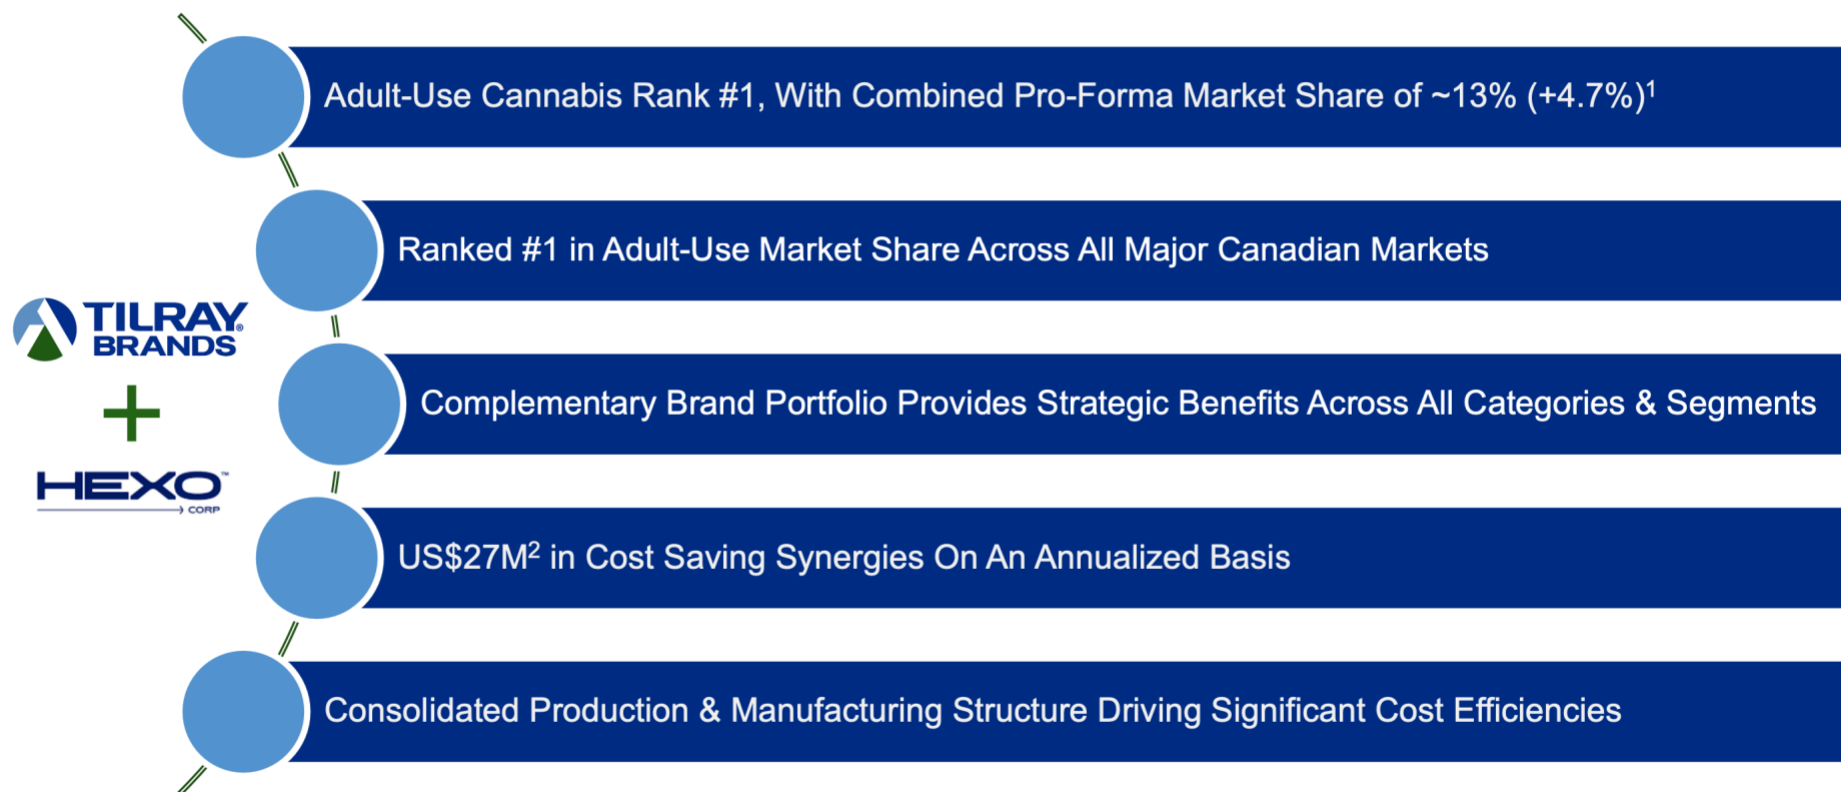 Adult-Use Cannabis Rank #1, With Combined Pro-Forma Market Share of ~13% (+4.7%)¹
Ranked #1 in Adult-Use Market Share Across All Major Canadian Markets
TILRAY®
BRANDS
+
HEXO™
CORP
Complementary Brand Portfolio Provides Strategic Benefits Across All Categories & Segments
US$27M² in Cost Saving Synergies On An Annualized Basis
Consolidated Production & Manufacturing Structure Driving Significant Cost Efficiencies